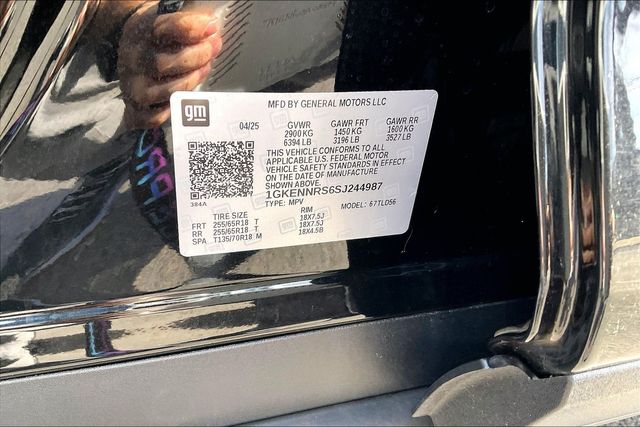 gm
MFD BY GENERAL MOTORS LLC
04/25 GVWR GAWR FRT GAWR RR
2900 KG 1450 KG 1600 KG
6394 LB 3196 LB 3527 LB
THIS VEHICLE CONFORMS TO ALL
APPLICABLE U.S. FEDERAL MOTOR
VEHICLE SAFETY STANDARDS IN EFFECT
ON THE DATE OF MANUFACTURE
SHOWN ABOVE.
384A
1GKENNRS6SJ244987
TYPE: MPV MODEL: 67TLD56
TIRE SIZE RIM
FRT 255/65R18 T 18X7.5J
RR 255/65R18 T 18X7.5J
SPA T135/70R18 M 18X4.5B